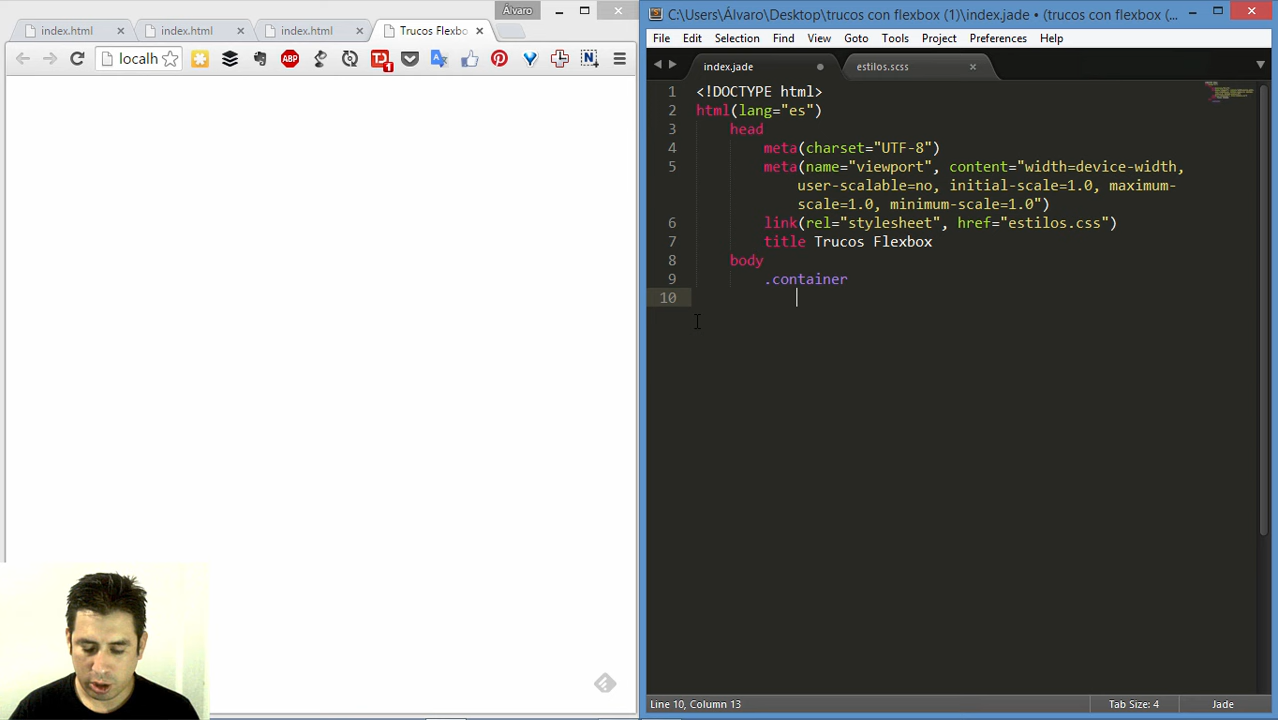 Alvaro
index.html
index.html
index.html
Trucos Flexbo
localh
ABP
TD
1
N
C:\Users\Álvaro\Desktop\trucos con flexbox (1)\index.jade • (trucos con flexbox (...
File Edit Selection Find View Goto Tools Project Preferences Help
index.jade
estilos.scss
1 <!DOCTYPE html>
2 html(lang="es")
3 head
4 meta(charset="UTF-8")
5 meta(name="viewport", content="width=device-width,
user-scalable=no, initial-scale=1.0, maximum-
scale=1.0, minimum-scale=1.0")
6 link(rel="stylesheet", href="estilos.css")
7 title Trucos Flexbox
8 body
9 .container
10
Line 10, Column 13
Tab Size: 4
Jade